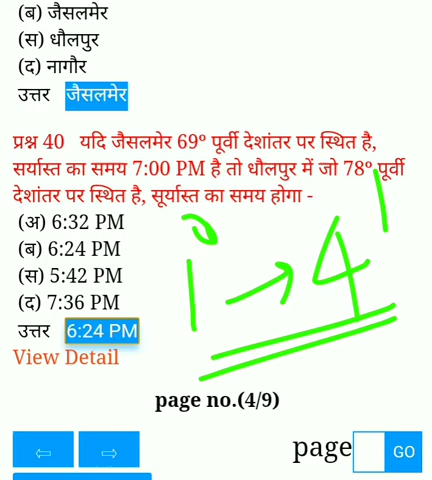 (ब) जैसलमेर
(स) धौलपुर
(द) नागौर
उत्तर जैसलमेर
प्रश्न 40 यदि जैसलमेर 69º पूर्वी देशांतर पर स्थित है,
सर्यास्त का समय 7:00 PM है तो धौलपुर में जो 78º पूर्वी
देशांतर पर स्थित है, सूर्यास्त का समय होगा -
(अ) 6:32 PM
(ब) 6:24 PM
(स) 5:42 PM
(द) 7:36 PM
उत्तर 6:24 PM
1° → 4'
View Detail
page no.(4/9)
⇦ ⇨ page GO